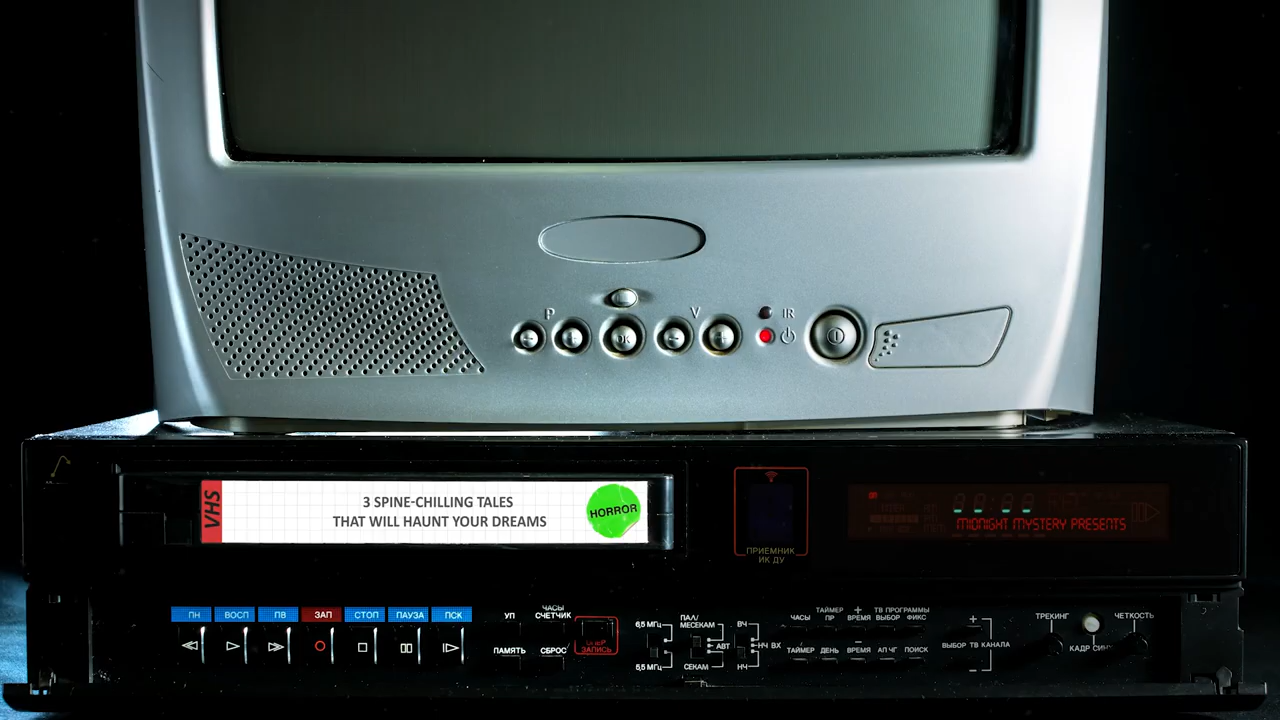 P
V
IR
OK
VHS
3 SPINE-CHILLING TALES
THAT WILL HAUNT YOUR DREAMS
HORROR
MIDNIGHT MYSTERY PRESENTS
ПРИЕМНИК
ИК ДУ
ПН ВОСП ПВ ЗАП СТОП ПАУЗА ПСК
УП
ЧАСЫ
СЧЕТЧИК
ПАМЯТЬ
СБРОС
ЗАПИСЬ
6,5 МГц
5,5 МГц
ПАЛ/
МЕСЕКАМ
АВТ
СЕКАМ
ВЧ
НЧ ВХ
НЧ
ЧАСЫ
ТАЙМЕР
ПР
+
ВРЕМЯ
ТВ ПРОГРАММЫ
ВЫБОР ФИКС
ТАЙМЕР ДЕНЬ
–
ВРЕМЯ
АПЧГ ПОИСК
+
ВЫБОР ТВ КАНАЛА
–
ТРЕКИНГ
ЧЕТКОСТЬ
КАДР